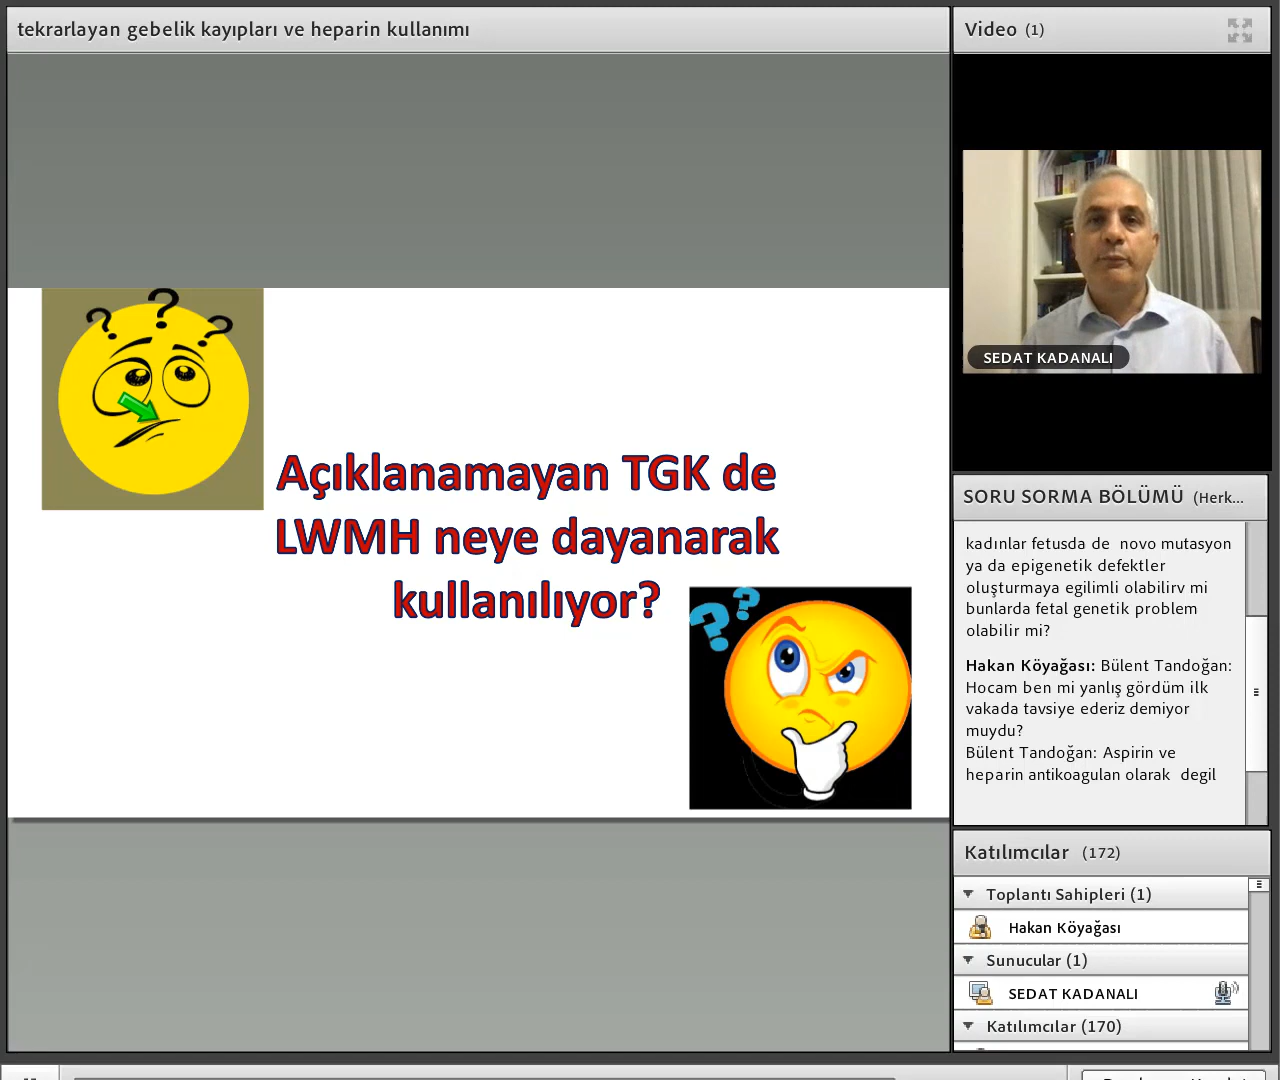 tekrarlayan gebelik kayıpları ve heparin kullanımı
Açıklanamayan TGK de
LWMH neye dayanarak
kullanılıyor?
Video (1)
SEDAT KADANALI
SORU SORMA BÖLÜMÜ (Herk...
kadınlar fetusda de novo mutasyon
ya da epigenetik defektler
oluşturmaya egilimli olabilirv mi
bunlarda fetal genetik problem
olabilir mi?
Hakan Köyağası: Bülent Tandoğan:
Hocam ben mi yanlış gördüm ilk
vakada tavsiye ederiz demiyor
muydu?
Bülent Tandoğan: Aspirin ve
heparin antikoagulan olarak degil
Katılımcılar (172)
Toplantı Sahipleri (1)
Hakan Köyağası
Sunucular (1)
SEDAT KADANALI
Katılımcılar (170)